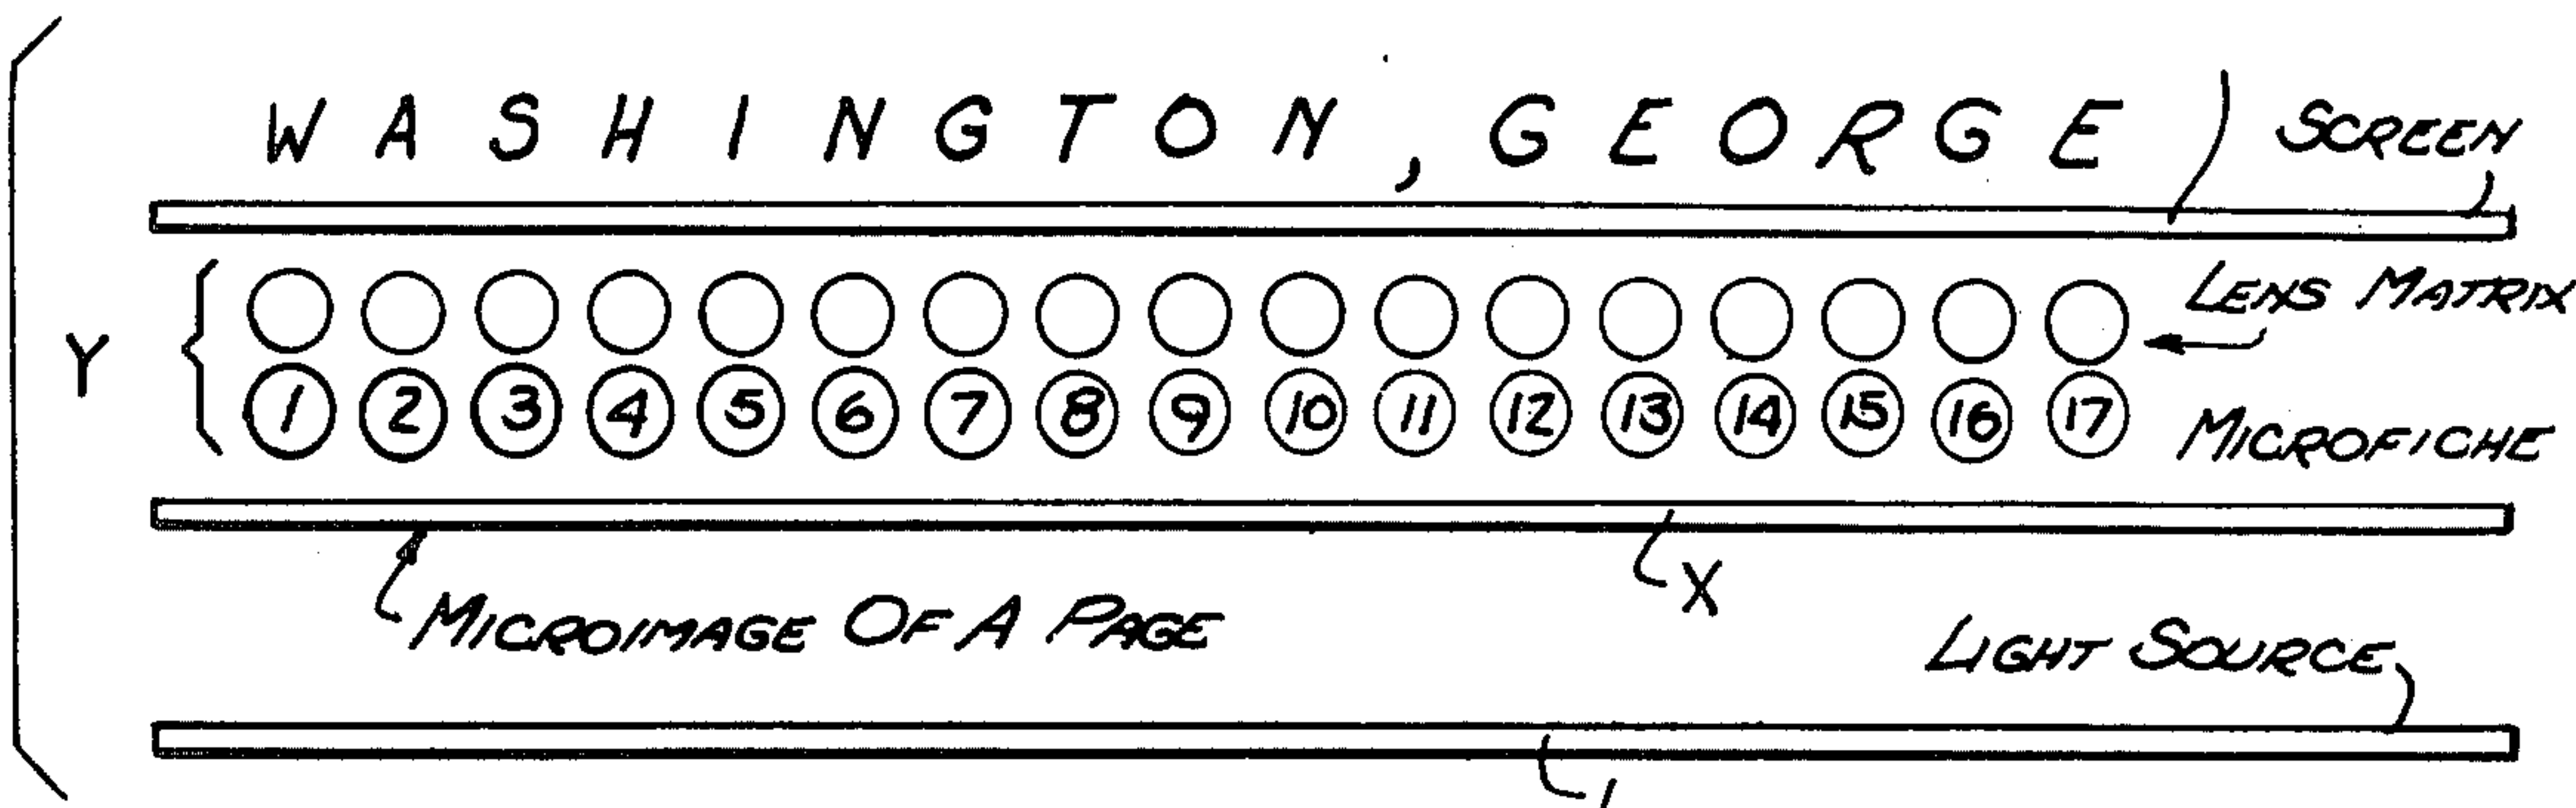 WASHINGTON, GEORGE
SCREEN
LENS MATRIX
Y
1 2 3 4 5 6 7 8 9 10 11 12 13 14 15 16 17
MICROFICHE
X
MICROIMAGE OF A PAGE
LIGHT SOURCE